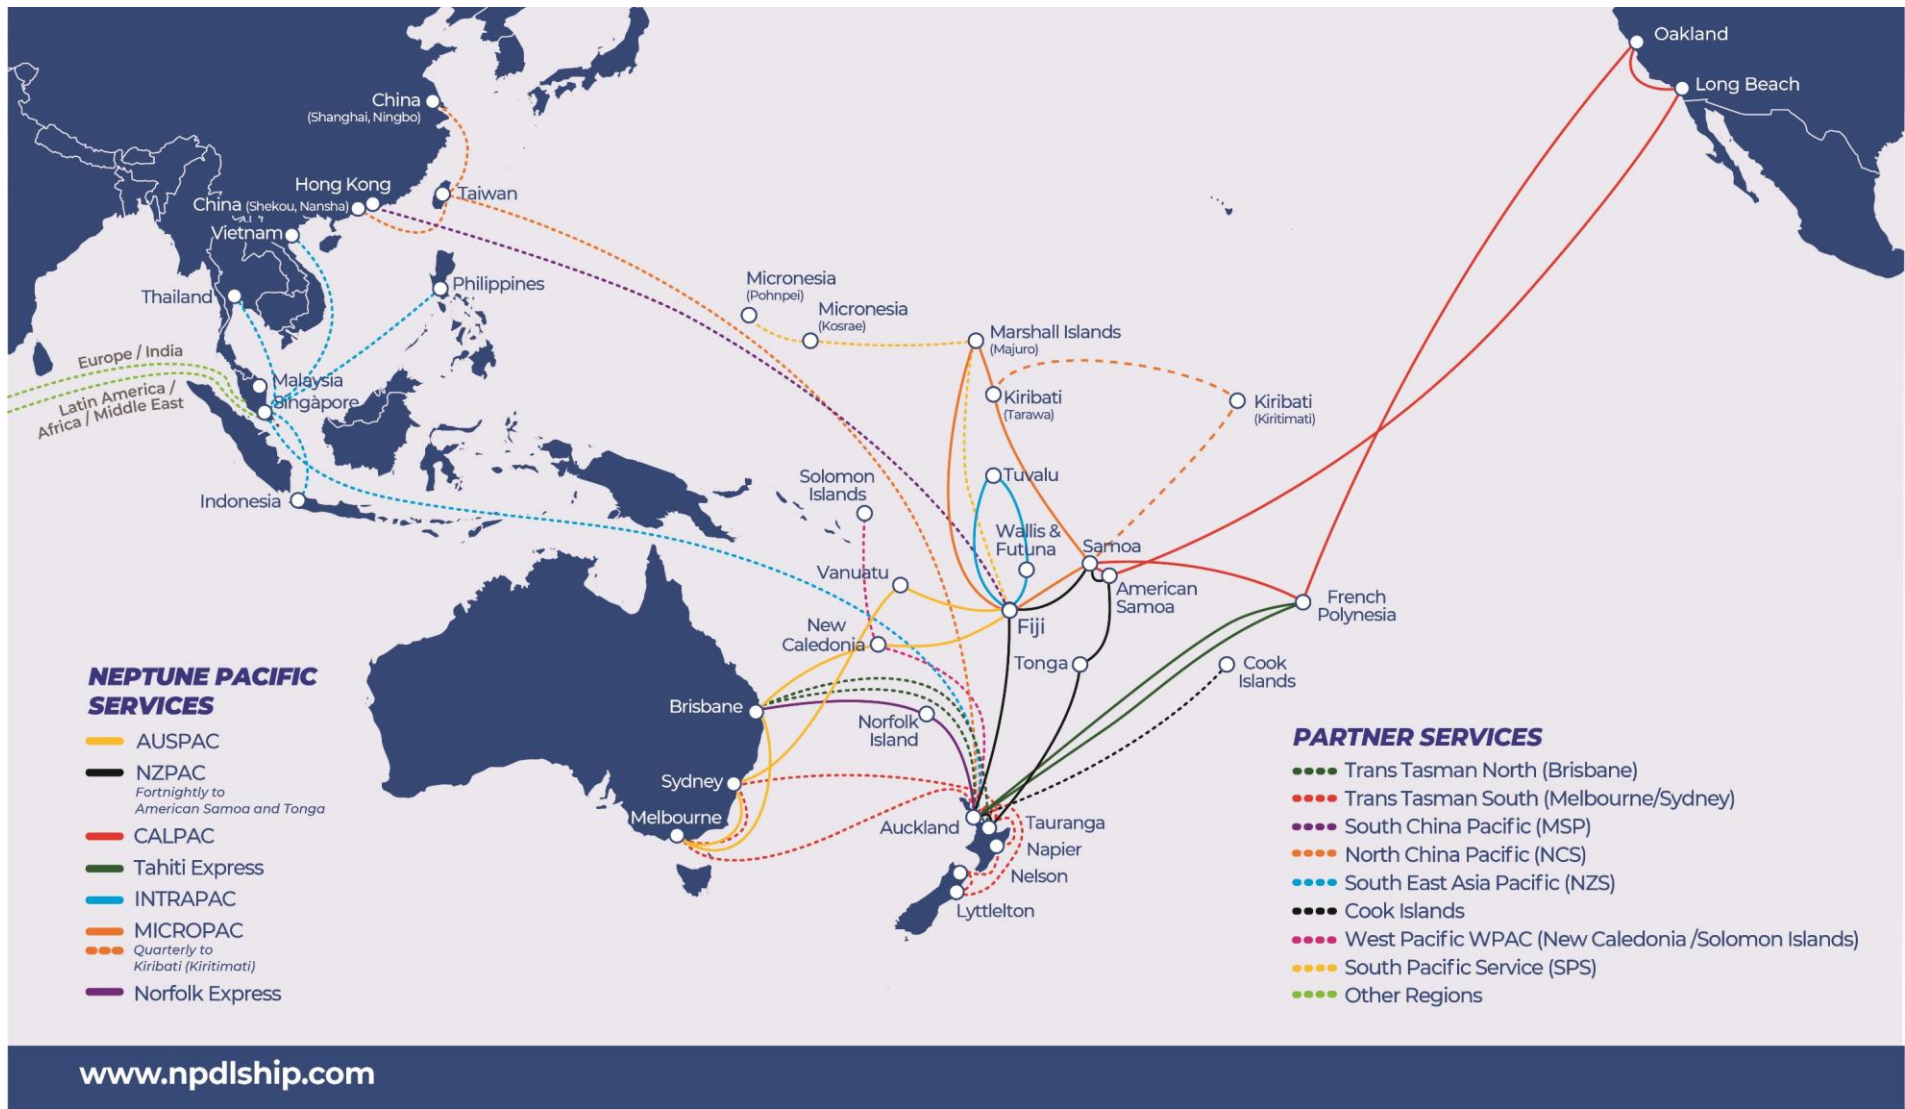 Oakland
Long Beach
China
(Shanghai, Ningbo)
Hong Kong
Taiwan
China (Shekou, Nansha)
Vietnam
Thailand
Philippines
Micronesia
(Pohnpei)
Micronesia
(Kosrae)
Marshall Islands
(Majuro)
Europe / India
Malaysia
Singapore
Latin America /
Africa / Middle East
Kiribati
(Tarawa)
Kiribati
(Kiritimati)
Indonesia
Solomon
Islands
Tuvalu
Wallis &
Futuna
Samoa
Vanuatu
American
Samoa
French
Polynesia
New
Caledonia
Fiji
Tonga
Cook
Islands
Brisbane
Norfolk
Island
Sydney
Melbourne
Auckland
Tauranga
Napier
Nelson
Lyttlelton
NEPTUNE PACIFIC
SERVICES
AUSPAC
NZPAC
Fortnightly to
American Samoa and Tonga
CALPAC
Tahiti Express
INTRAPAC
MICROPAC
Quarterly to
Kiribati (Kiritimati)
Norfolk Express
PARTNER SERVICES
Trans Tasman North (Brisbane)
Trans Tasman South (Melbourne/Sydney)
South China Pacific (MSP)
North China Pacific (NCS)
South East Asia Pacific (NZS)
Cook Islands
West Pacific WPAC (New Caledonia /Solomon Islands)
South Pacific Service (SPS)
Other Regions
www.npdlship.com